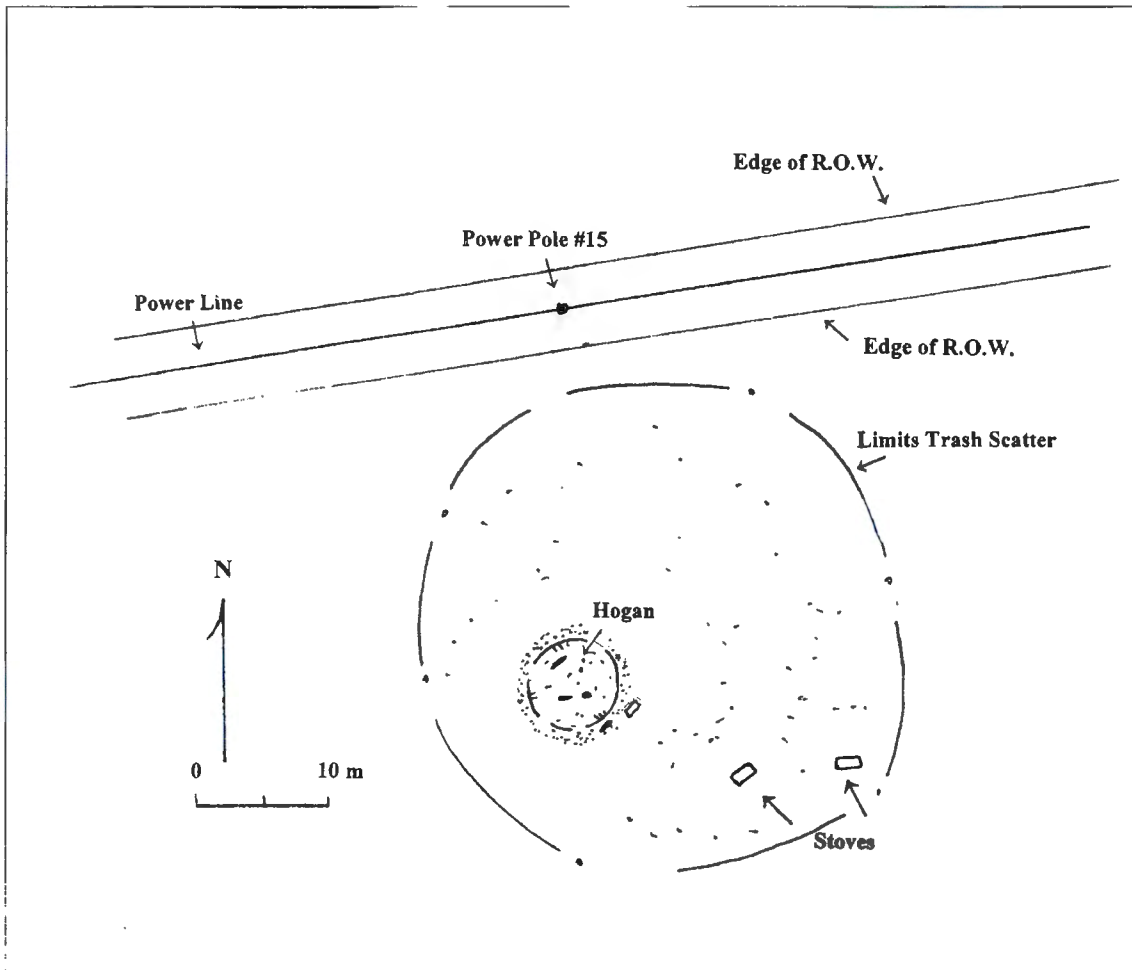 Edge of R.O.W.
Power Pole #15
Power Line
Edge of R.O.W.
Limits Trash Scatter
N
Hogan
0 10 m
Stoves